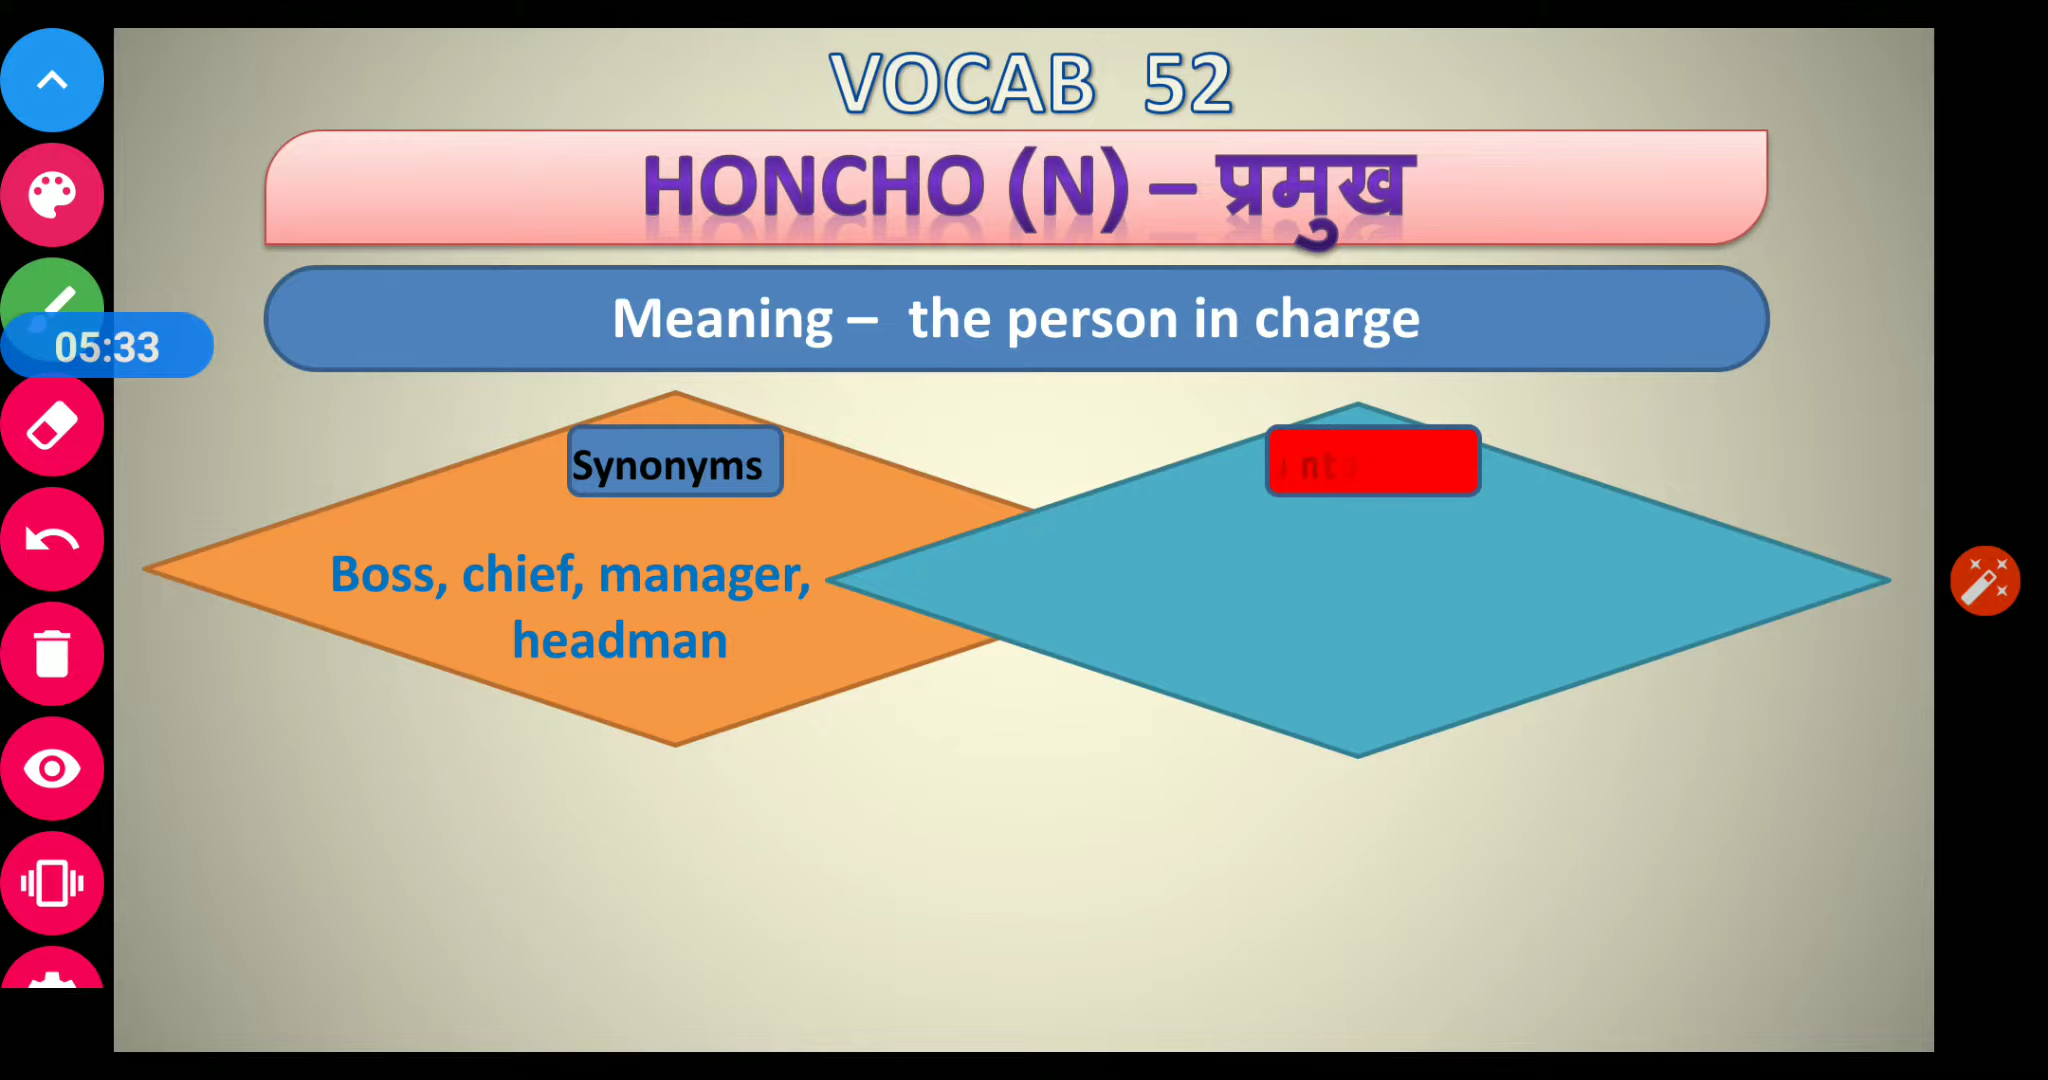 VOCAB 52
HONCHO (N) – प्रमुख
Meaning – the person in charge
05:33
Synonyms
Boss, chief, manager,
headman